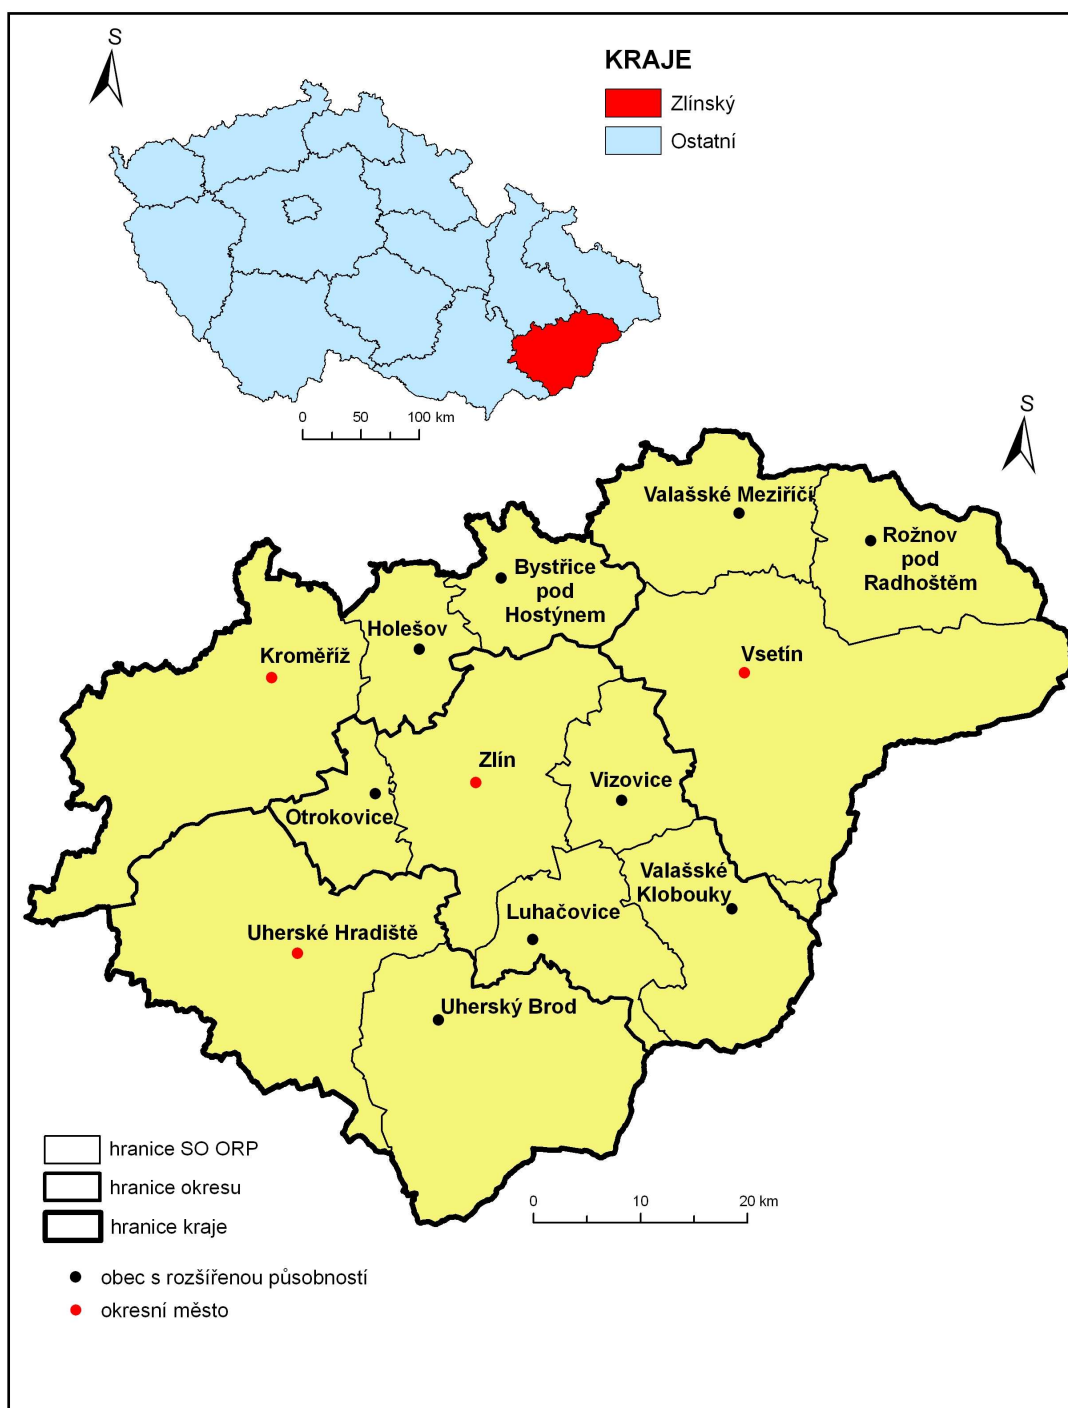 S
KRAJE
Zlínský
Ostatní
0 50 100 km
S
Valašské Meziříčí
Rožnov
pod
Radhoštěm
Bystřice
pod
Hostýnem
Holešov
Kroměříž
Vsetín
Zlín
Vizovice
Otrokovice
Valašské
Klobouky
Luhačovice
Uherské Hradiště
Uherský Brod
hranice SO ORP
hranice okresu
hranice kraje
0 10 20 km
obec s rozšířenou působností
okresní město